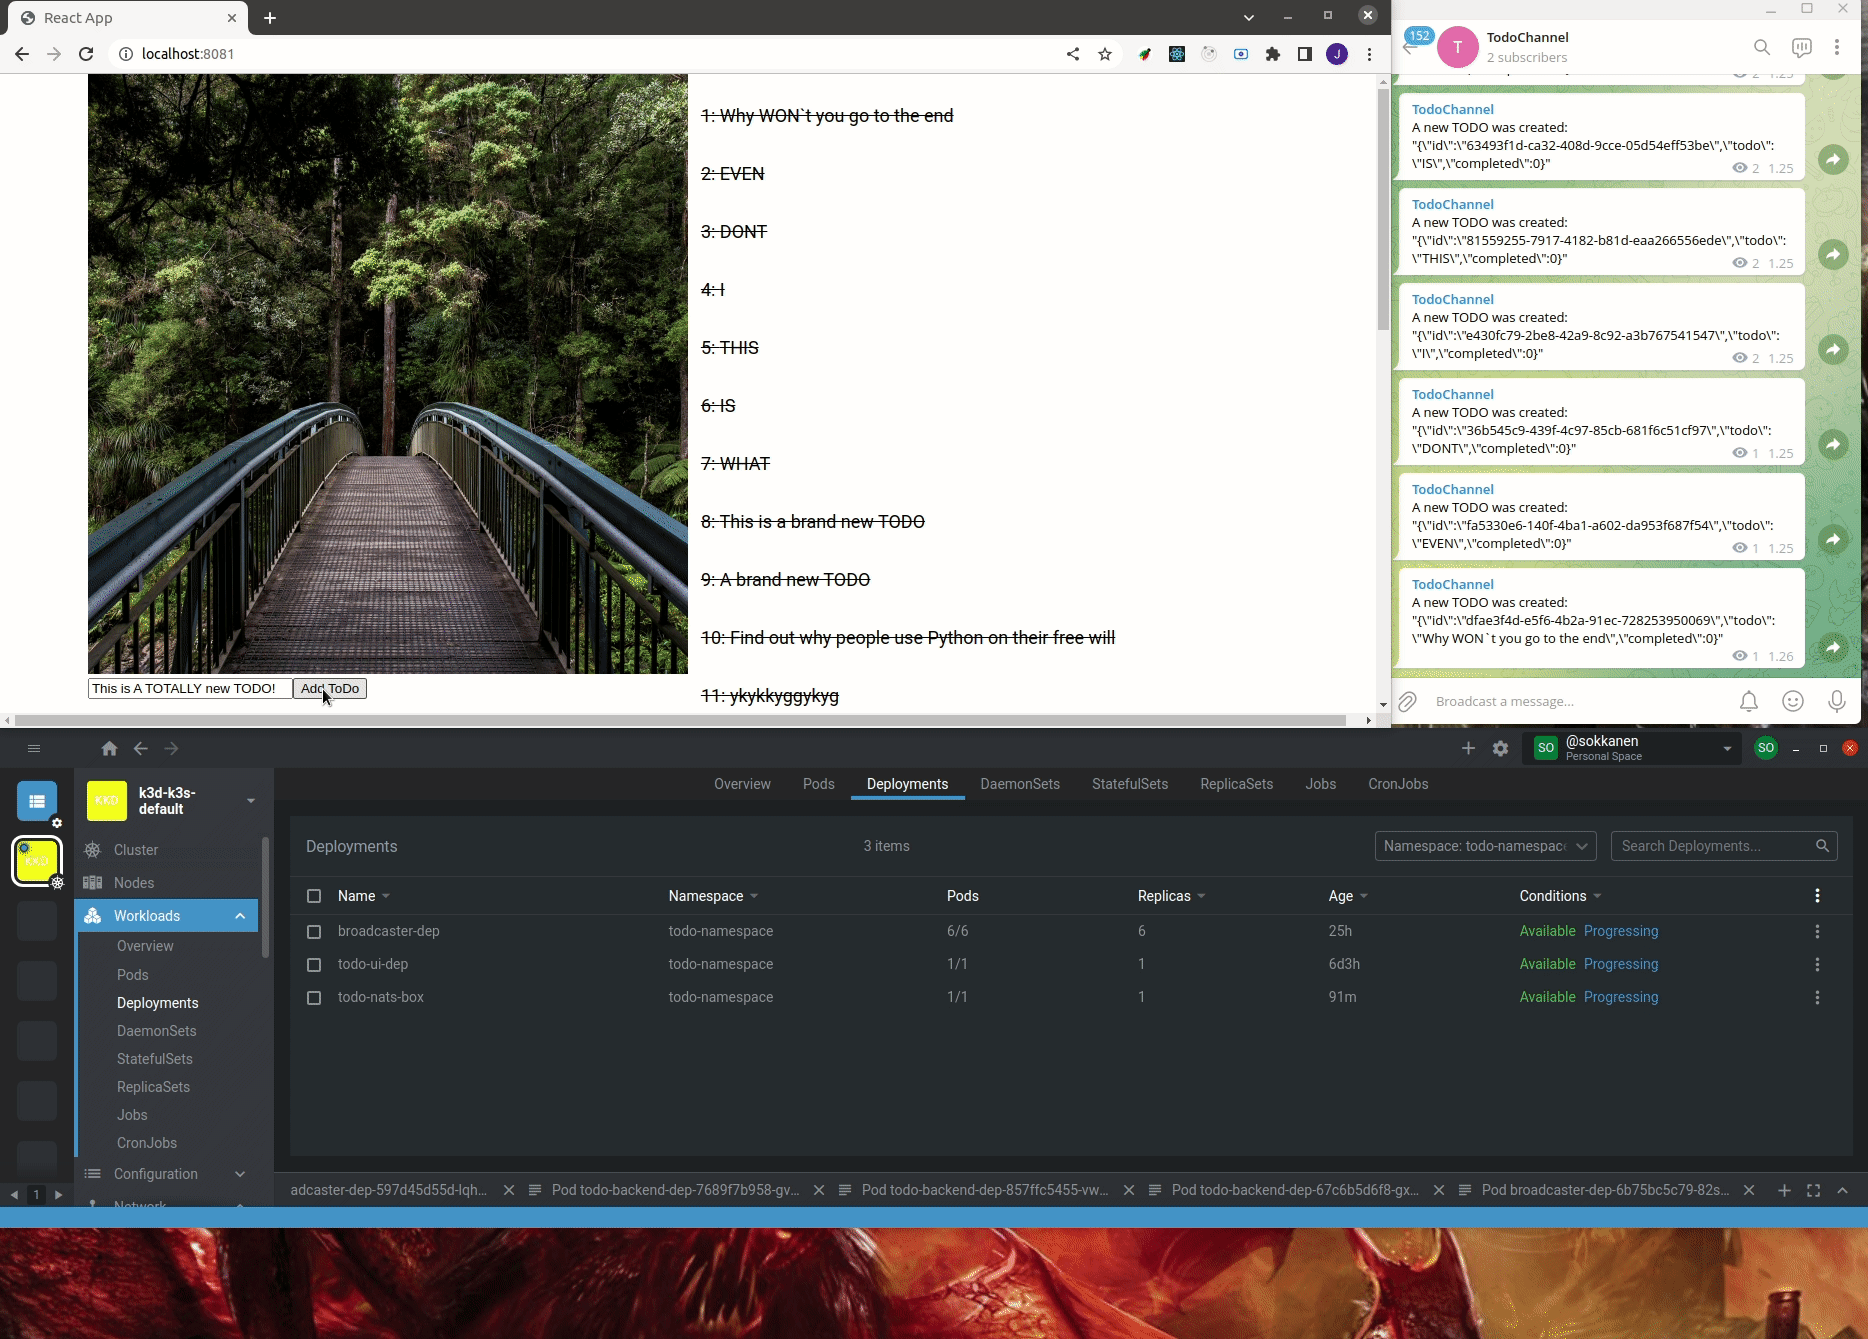 React App
localhost:8081
J
1: Why WON`t you go to the end
2: EVEN
3: DONT
4: I
5: THIS
6: IS
7: WHAT
8: This is a brand new TODO
9: A brand new TODO
10: Find out why people use Python on their free will
11: ykykkyggykyg
This is A TOTALLY new TODO!
Add ToDo
152
T
TodoChannel
2 subscribers
2 1.25
TodoChannel
A new TODO was created:
"{\"id\":\"63493f1d-ca32-408d-9cce-05d54eff53be\",\"todo\":
\"IS\",\"completed\":0}"
2 1.25
TodoChannel
A new TODO was created:
"{\"id\":\"81559255-7917-4182-b81d-eaa266556ede\",\"todo\":
\"THIS\",\"completed\":0}"
2 1.25
TodoChannel
A new TODO was created:
"{\"id\":\"e430fc79-2be8-42a9-8c92-a3b767541547\",\"todo\":
\"I\",\"completed\":0}"
2 1.25
TodoChannel
A new TODO was created:
"{\"id\":\"36b545c9-439f-4c97-85cb-681f6c51cf97\",\"todo\":
\"DONT\",\"completed\":0}"
1 1.25
TodoChannel
A new TODO was created:
"{\"id\":\"fa5330e6-140f-4ba1-a602-da953f687f54\",\"todo\":
\"EVEN\",\"completed\":0}"
1 1.25
TodoChannel
A new TODO was created:
"{\"id\":\"dfae3f4d-e5f6-4b2a-91ec-728253950069\",\"todo\":
\"Why WON`t you go to the end\",\"completed\":0}"
1 1.26
Broadcast a message...
SO
@sokkanen
Personal Space
SO
KKD
k3d-k3s-
default
KKD
Cluster
Nodes
Workloads
Overview
Pods
Deployments
DaemonSets
StatefulSets
ReplicaSets
Jobs
CronJobs
Configuration
Network
1
Overview Pods Deployments DaemonSets StatefulSets ReplicaSets Jobs CronJobs
Deployments 3 items Namespace: todo-namespac Search Deployments...
Name Namespace Pods Replicas Age Conditions
broadcaster-dep todo-namespace 6/6 6 25h Available Progressing
todo-ui-dep todo-namespace 1/1 1 6d3h Available Progressing
todo-nats-box todo-namespace 1/1 1 91m Available Progressing
adcaster-dep-597d45d55d-lqh... Pod todo-backend-dep-7689f7b958-gv... Pod todo-backend-dep-857ffc5455-vw... Pod todo-backend-dep-67c6b5d6f8-gx... Pod broadcaster-dep-6b75bc5c79-82s...